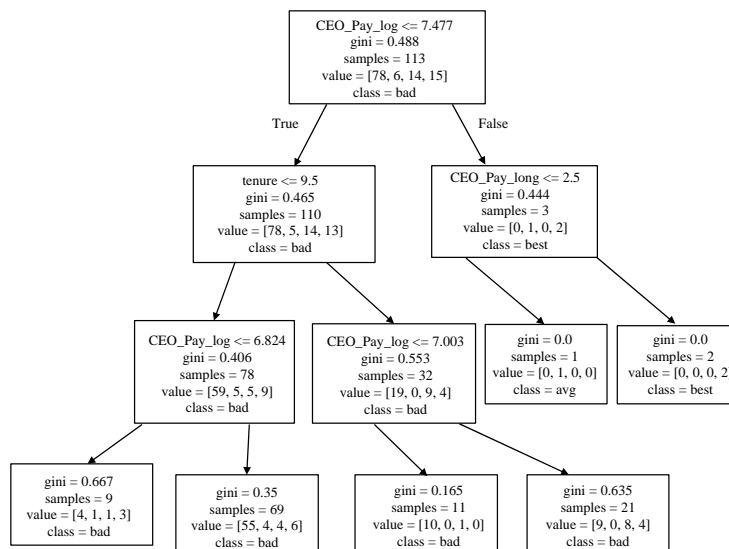 CEO_Pay_log <= 7.477
gini = 0.488
samples = 113
value = [78, 6, 14, 15]
class = bad
True
False
tenure <= 9.5
gini = 0.465
samples = 110
value = [78, 5, 14, 13]
class = bad
CEO_Pay_long <= 2.5
gini = 0.444
samples = 3
value = [0, 1, 0, 2]
class = best
CEO_Pay_log <= 6.824
gini = 0.406
samples = 78
value = [59, 5, 5, 9]
class = bad
CEO_Pay_log <= 7.003
gini = 0.553
samples = 32
value = [19, 0, 9, 4]
class = bad
gini = 0.0
samples = 1
value = [0, 1, 0, 0]
class = avg
gini = 0.0
samples = 2
value = [0, 0, 0, 2]
class = best
gini = 0.667
samples = 9
value = [4, 1, 1, 3]
class = bad
gini = 0.35
samples = 69
value = [55, 4, 4, 6]
class = bad
gini = 0.165
samples = 11
value = [10, 0, 1, 0]
class = bad
gini = 0.635
samples = 21
value = [9, 0, 8, 4]
class = bad